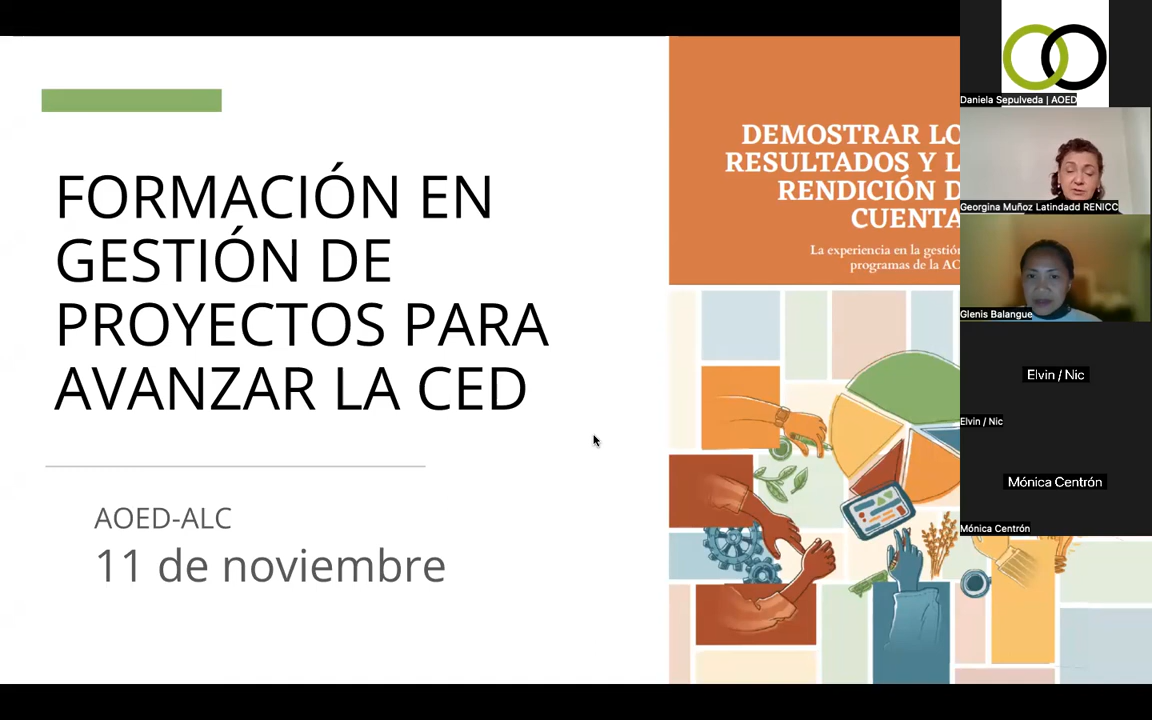 FORMACIÓN EN
GESTIÓN DE
PROYECTOS PARA
AVANZAR LA CED
AOED-ALC
11 de noviembre
DEMOSTRAR LO
RESULTADOS Y L
RENDICIÓN D
CUENTA
La experiencia en la gestión
programas de la AO
Daniela Sepulveda | AOED
Georgina Muñoz Latindadd RENICC
Glenis Balangue
Elvin / Nic
Elvin / Nic
Mónica Centrón
Mónica Centrón